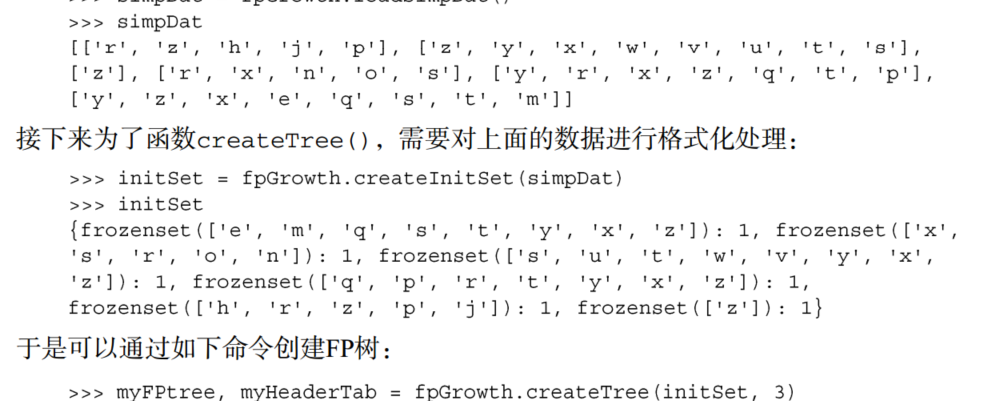 >>> simpDat = fpGrowth.loadSimpDat()
>>> simpDat
[['r', 'z', 'h', 'j', 'p'], ['z', 'y', 'x', 'w', 'v', 'u', 't', 's'],
['z'], ['r', 'x', 'n', 'o', 's'], ['y', 'r', 'x', 'z', 'q', 't', 'p'],
['y', 'z', 'x', 'e', 'q', 's', 't', 'm']]
接下来为了函数createTree()，需要对上面的数据进行格式化处理：
>>> initSet = fpGrowth.createInitSet(simpDat)
>>> initSet
{frozenset(['e', 'm', 'q', 's', 't', 'y', 'x', 'z']): 1, frozenset(['x',
's', 'r', 'o', 'n']): 1, frozenset(['s', 'u', 't', 'w', 'v', 'y', 'x',
'z']): 1, frozenset(['q', 'p', 'r', 't', 'y', 'x', 'z']): 1,
frozenset(['h', 'r', 'z', 'p', 'j']): 1, frozenset(['z']): 1}
于是可以通过如下命令创建FP树：
>>> myFPtree, myHeaderTab = fpGrowth.createTree(initSet, 3)